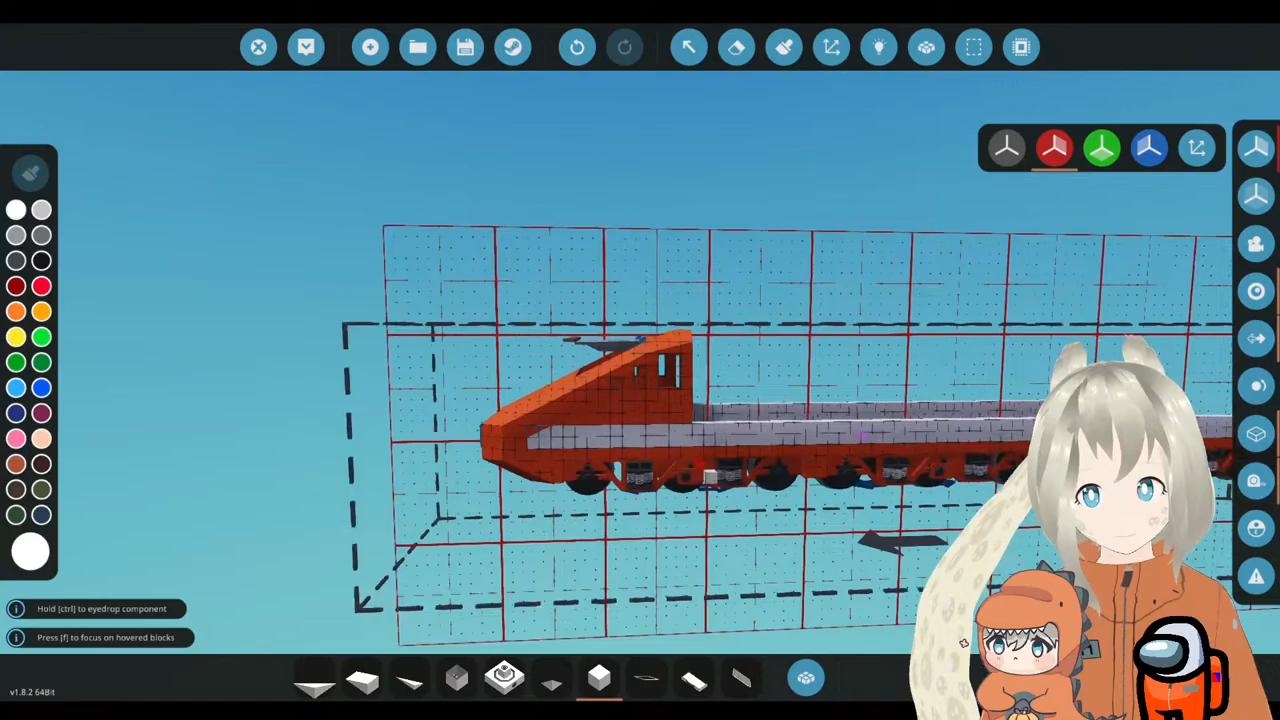 Hold [ctrl] to eyedrop component
Press [f] to focus on hovered blocks
v1.8.2 64Bit